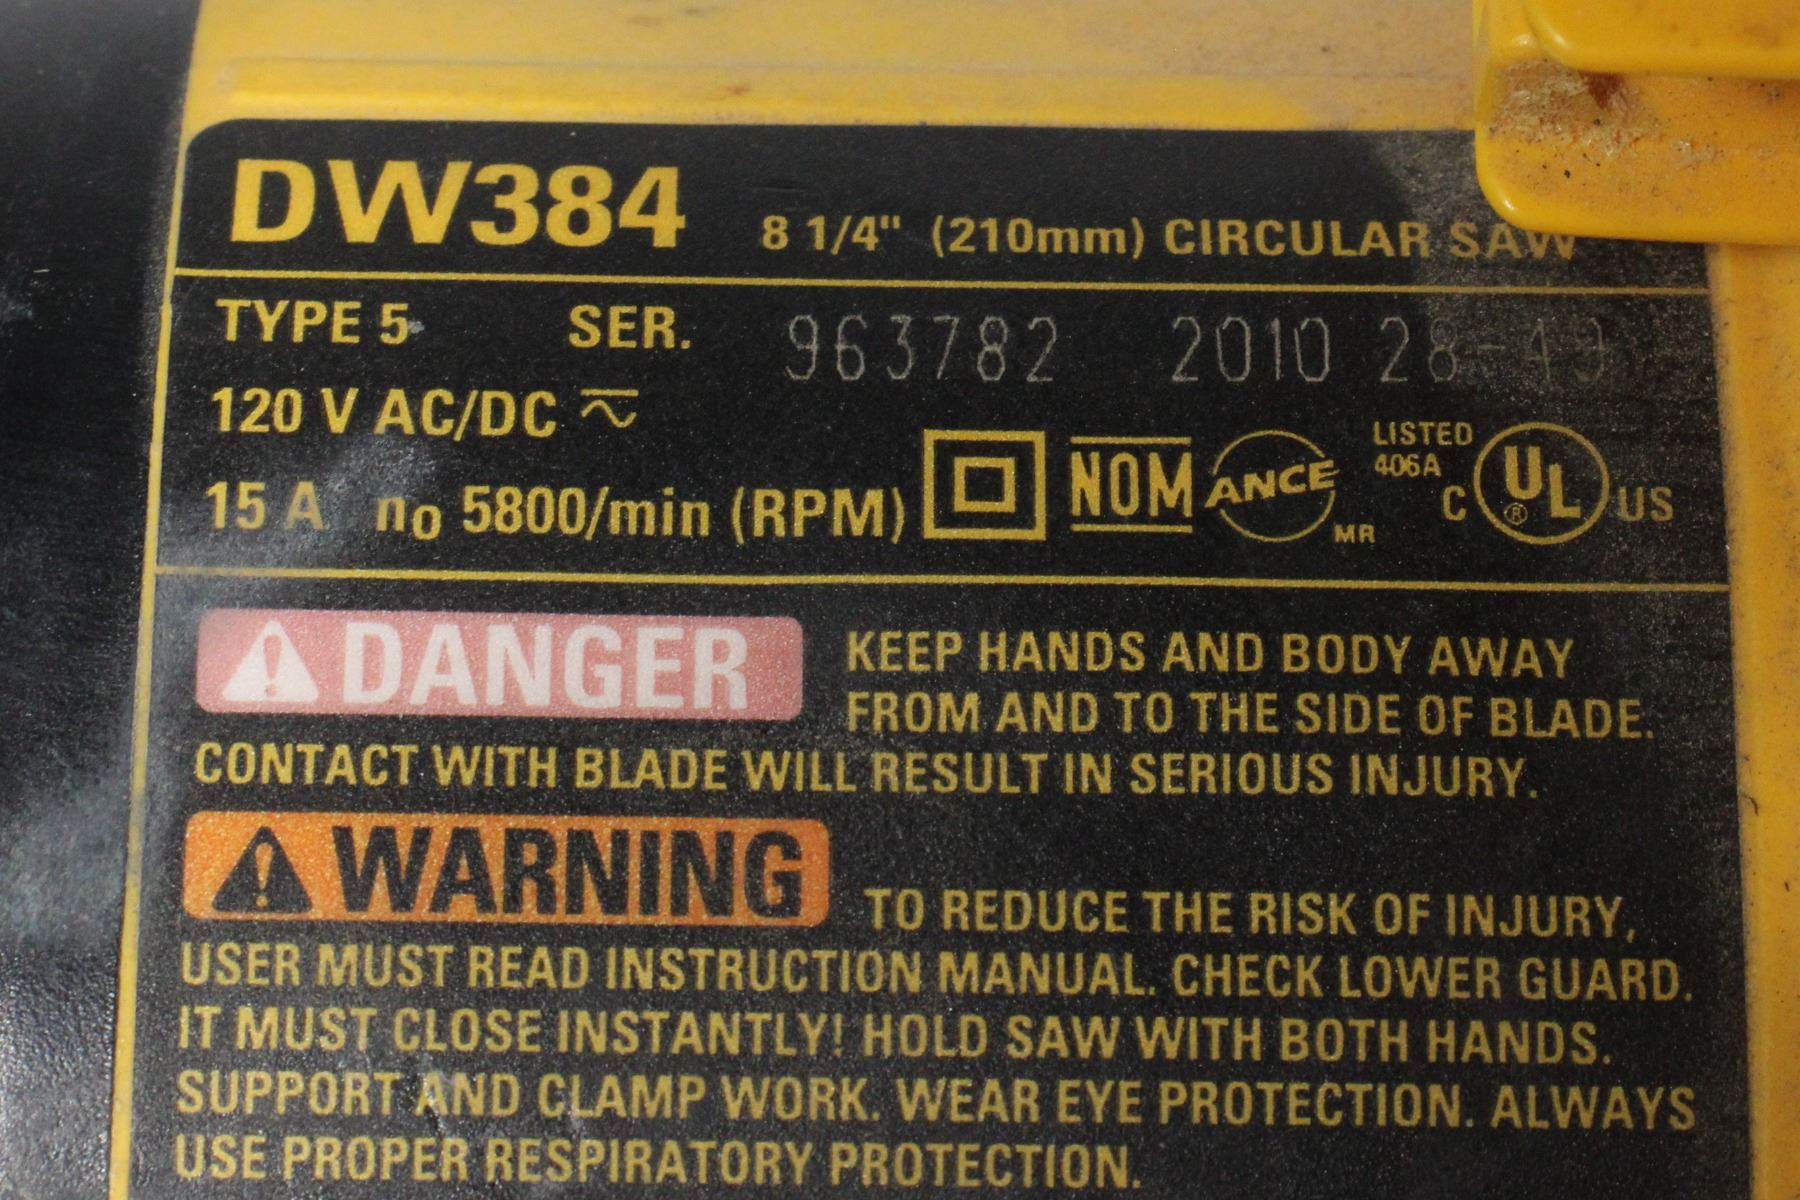 DW384 8 1/4" (210mm) CIRCULAR SAW
TYPE 5 SER. 963782 2010 28-49
120 V AC/DC
15 A no 5800/min (RPM) NOM ANCE MR LISTED 406A C UL ® US
DANGER KEEP HANDS AND BODY AWAY
FROM AND TO THE SIDE OF BLADE.
CONTACT WITH BLADE WILL RESULT IN SERIOUS INJURY.
WARNING TO REDUCE THE RISK OF INJURY,
USER MUST READ INSTRUCTION MANUAL. CHECK LOWER GUARD.
IT MUST CLOSE INSTANTLY! HOLD SAW WITH BOTH HANDS.
SUPPORT AND CLAMP WORK. WEAR EYE PROTECTION. ALWAYS
USE PROPER RESPIRATORY PROTECTION.